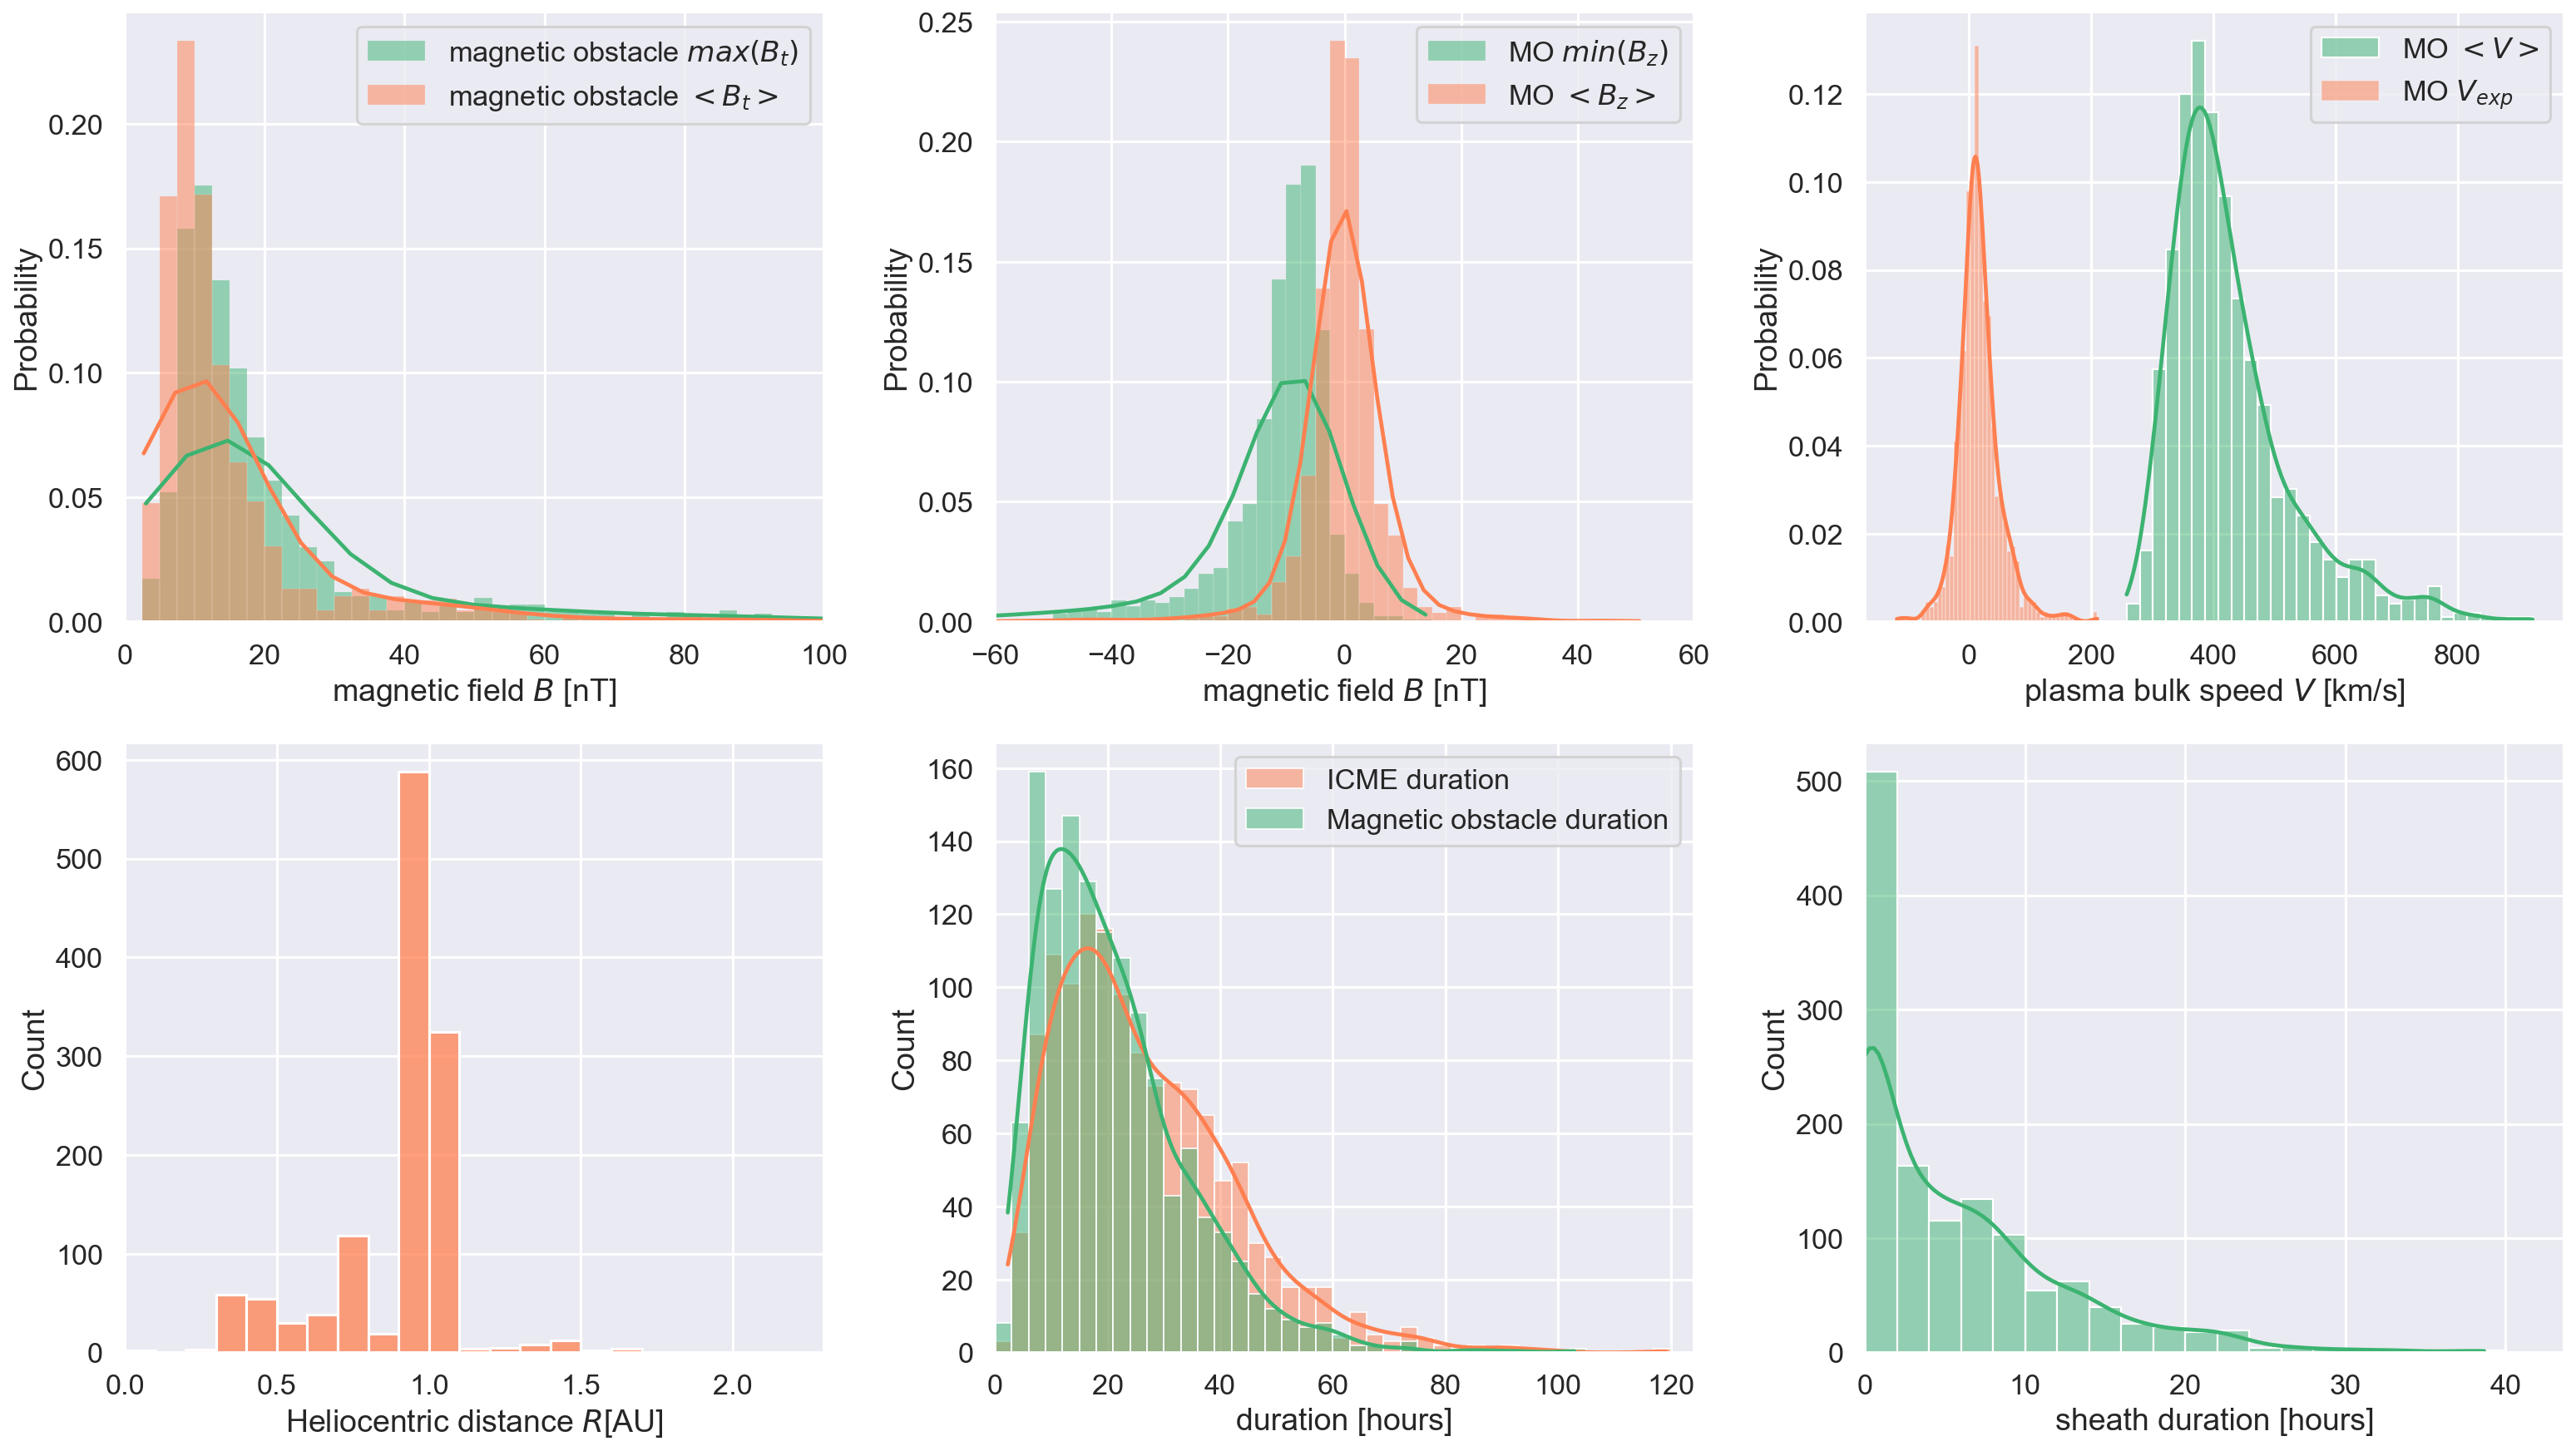 magnetic obstacle max(B_t)
magnetic obstacle <B_t>
Probability
0.20
0.15
0.10
0.05
0.00
0 20 40 60 80 100
magnetic field B [nT]
MO min(B_z)
MO <B_z>
Probability
0.25
0.20
0.15
0.10
0.05
0.00
−60 −40 −20 0 20 40 60
magnetic field B [nT]
MO <V>
MO V_exp
Probability
0.12
0.10
0.08
0.06
0.04
0.02
0.00
0 200 400 600 800
plasma bulk speed V [km/s]
Count
600
500
400
300
200
100
0
0.0 0.5 1.0 1.5 2.0
Heliocentric distance R[AU]
ICME duration
Magnetic obstacle duration
Count
160
140
120
100
80
60
40
20
0
0 20 40 60 80 100 120
duration [hours]
Count
500
400
300
200
100
0
0 10 20 30 40
sheath duration [hours]